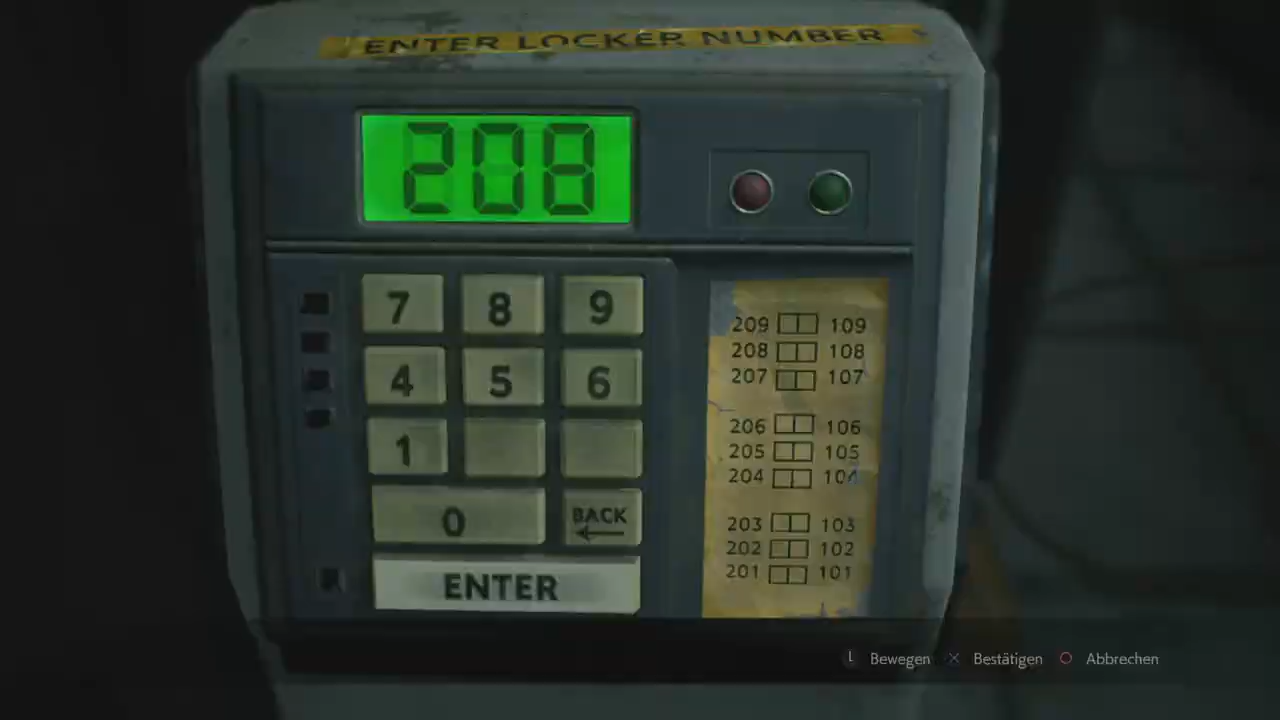 ENTER LOCKER NUMBER
208
7 8 9
4 5 6
1
0 BACK
ENTER
209 109
208 108
207 107
206 106
205 105
204 104
203 103
202 102
201 101
L Bewegen Bestätigen Abbrechen